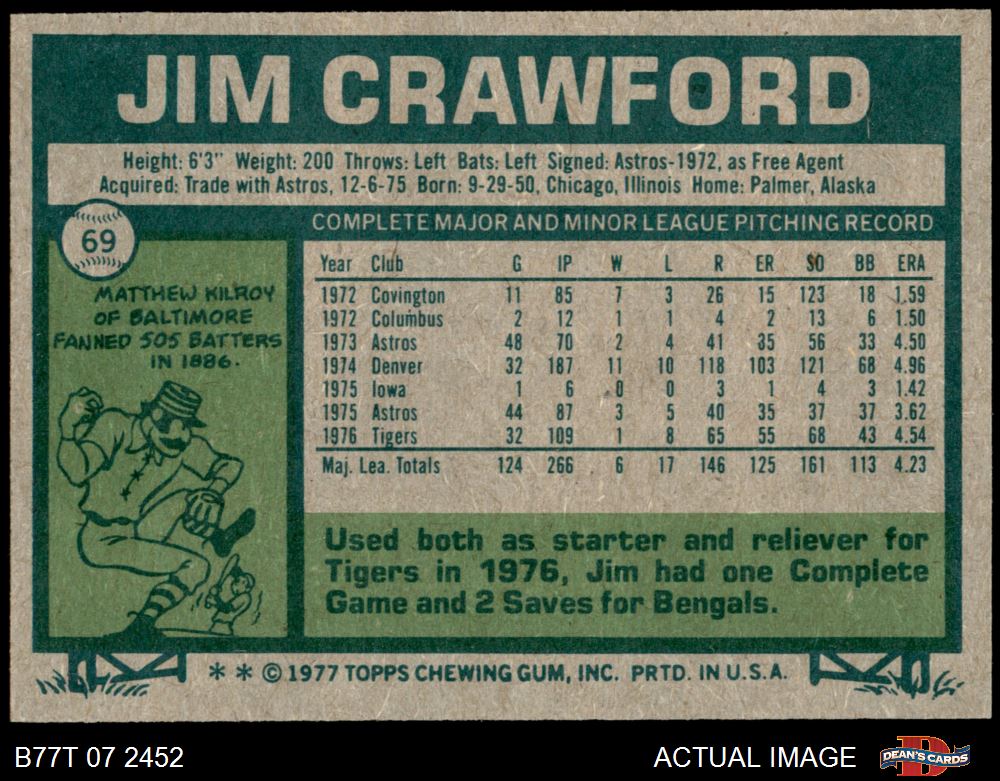 JIM CRAWFORD
Height: 6'3" Weight: 200 Throws: Left Bats: Left Signed: Astros-1972, as Free Agent
Acquired: Trade with Astros, 12-6-75 Born: 9-29-50, Chicago, Illinois Home: Palmer, Alaska
69
MATTHEW KILROY
OF BALTIMORE
FANNED 505 BATTERS
IN 1886.
COMPLETE MAJOR AND MINOR LEAGUE PITCHING RECORD
Year Club G IP W L R ER SO BB ERA
1972 Covington 11 85 7 3 26 15 123 18 1.59
1972 Columbus 2 12 1 1 4 2 13 6 1.50
1973 Astros 48 70 2 4 41 35 56 33 4.50
1974 Denver 32 187 11 10 118 103 121 68 4.96
1975 Iowa 1 6 0 0 3 1 4 3 1.42
1975 Astros 44 87 3 5 40 35 37 37 3.62
1976 Tigers 32 109 1 8 65 55 68 43 4.54
Maj. Lea. Totals 124 266 6 17 146 125 161 113 4.23
Used both as starter and reliever for
Tigers in 1976, Jim had one Complete
Game and 2 Saves for Bengals.
* * © 1977 TOPPS CHEWING GUM, INC. PRTD. IN U.S.A.
B77T 07 2452 ACTUAL IMAGE DEAN'S CARDS